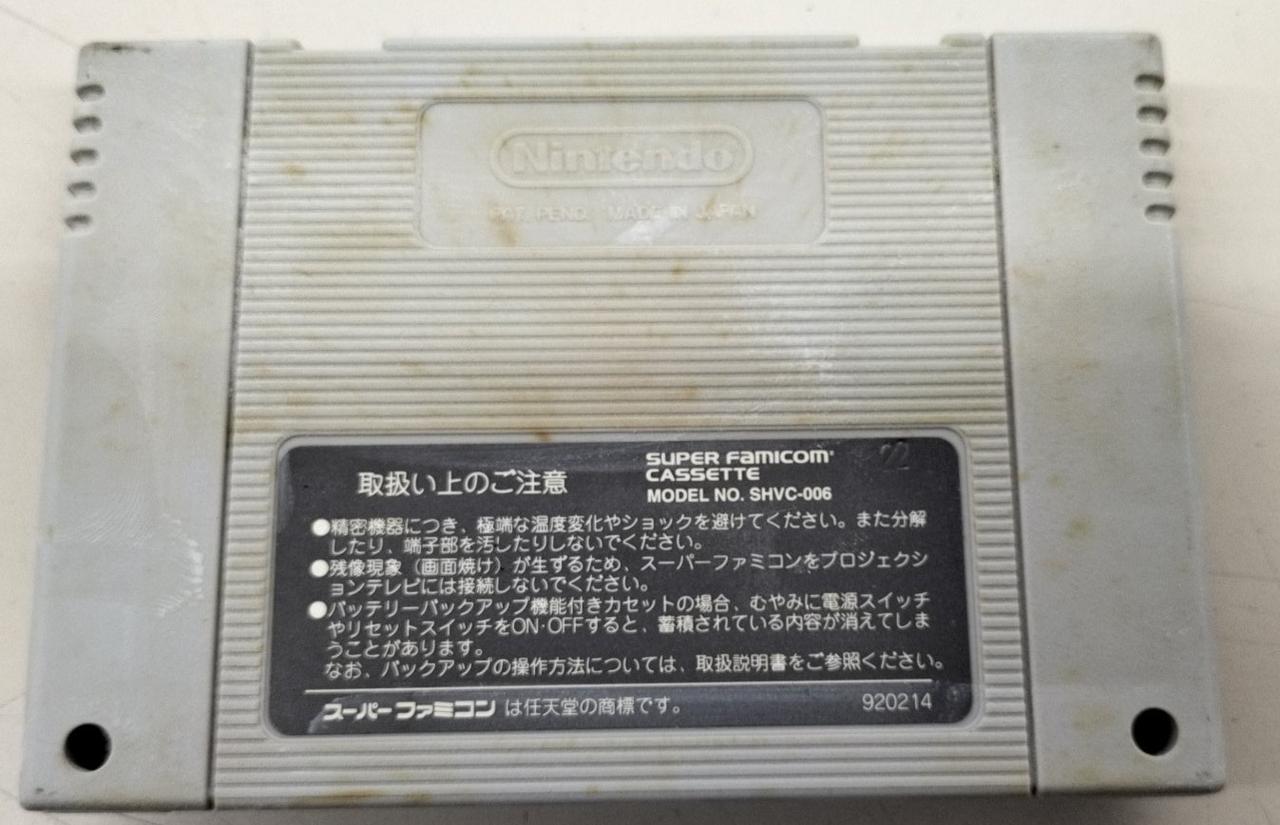 Nintendo
PAT. PEND. MADE IN JAPAN
取扱い上のご注意
SUPER FAMICOM
CASSETTE
MODEL NO. SHVC-006
●精密機器につき、極端な温度変化やショックを避けてください。また分解
したり、端子部を汚したりしないでください。
●残像現象（画面焼け）が生ずるため、スーパーファミコンをプロジェクシ
ョンテレビには接続しないでください。
●バッテリーバックアップ機能付きカセットの場合、むやみに電源スイッチ
やリセットスイッチをON·OFFすると、蓄積されている内容が消えてしま
うことがあります。
なお、バックアップの操作方法については、取扱説明書をご参照ください。
スーパーファミコン は任天堂の商標です。
920214